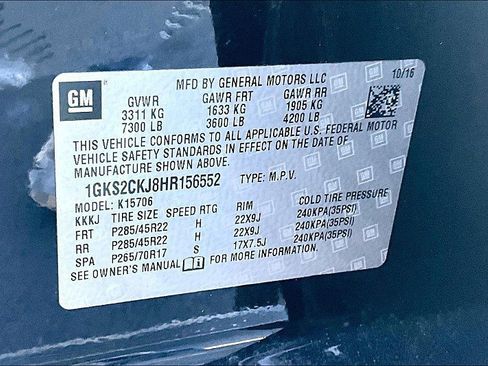 GM
MFD BY GENERAL MOTORS LLC
10/16
GVWR GAWR FRT GAWR RR
3311 KG 1633 KG 1905 KG
7300 LB 3600 LB 4200 LB
THIS VEHICLE CONFORMS TO ALL APPLICABLE U.S. FEDERAL MOTOR
VEHICLE SAFETY STANDARDS IN EFFECT ON THE DATE OF
MANUFACTURE SHOWN ABOVE.
1GKS2CKJ8HR156552 TYPE: M.P.V.
MODEL: K15706
KKKJ TIRE SIZE SPEED RTG RIM COLD TIRE PRESSURE
FRT P285/45R22 H 22X9J 240KPA(35PSI)
RR P285/45R22 H 22X9J 240KPA(35PSI)
SPA P265/70R17 S 17X7.5J 240KPA(35PSI)
SEE OWNER'S MANUAL FOR MORE INFORMATION.